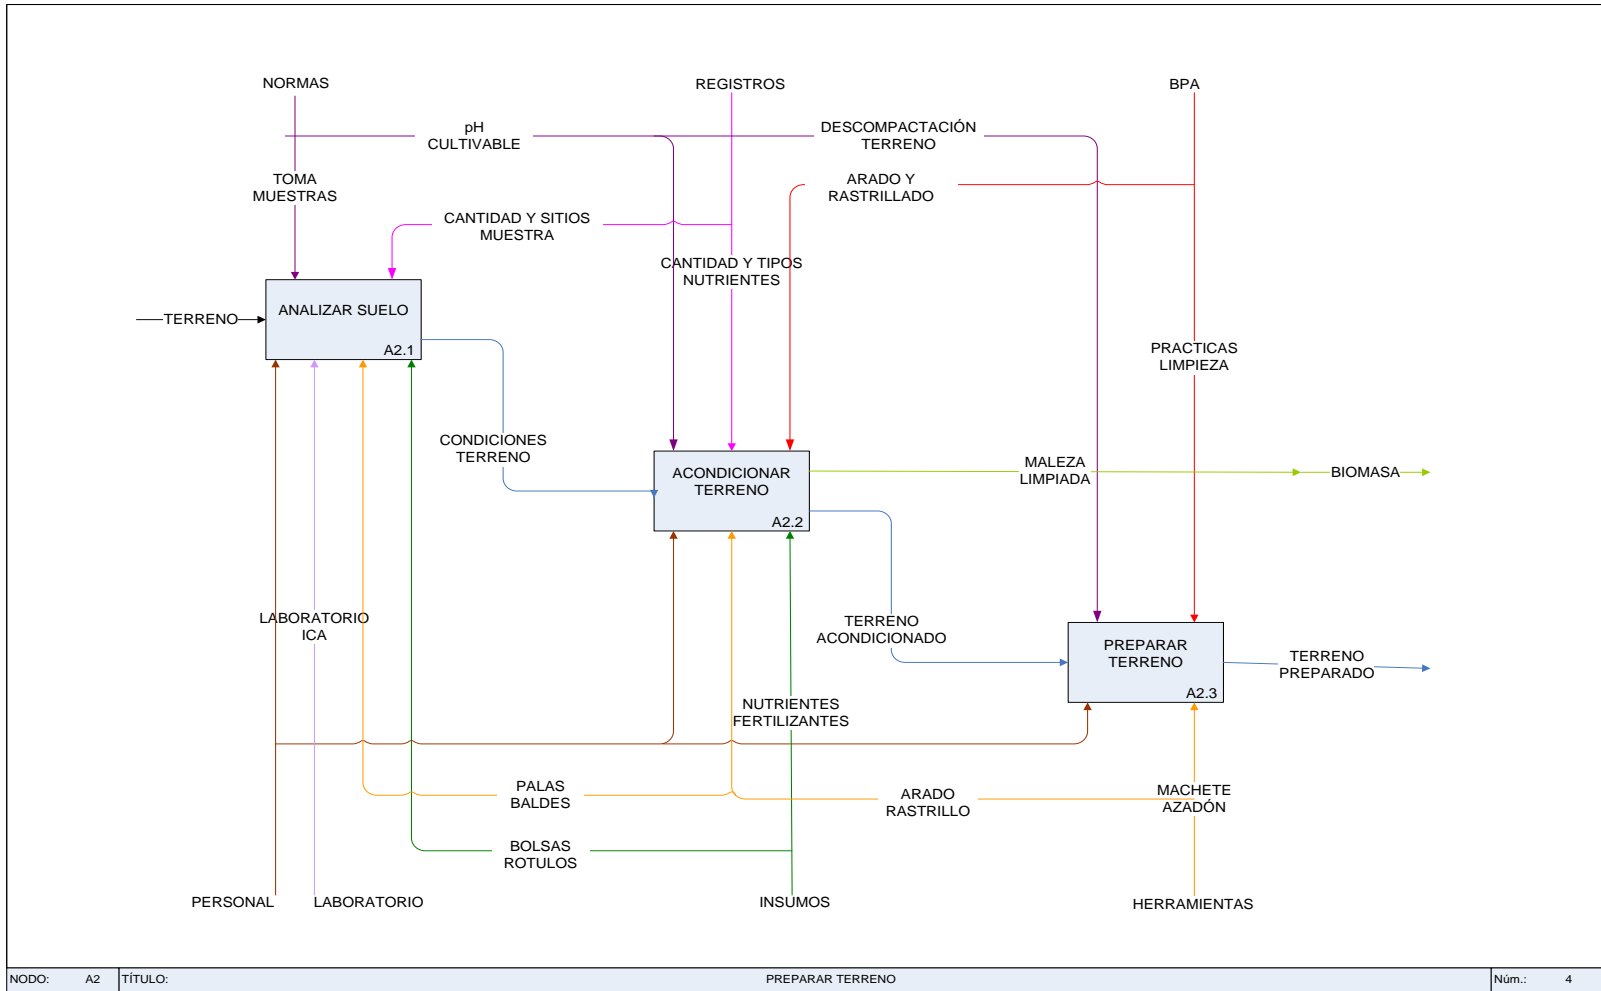 NORMAS
REGISTROS
BPA
pH
CULTIVABLE
DESCOMPACTACIÓN
TERRENO
TOMA
MUESTRAS
ARADO Y
RASTRILLADO
CANTIDAD Y SITIOS
MUESTRA
CANTIDAD Y TIPOS
NUTRIENTES
ANALIZAR SUELO
A2.1
TERRENO
PRACTICAS
LIMPIEZA
CONDICIONES
TERRENO
ACONDICIONAR
TERRENO
A2.2
MALEZA
LIMPIADA
BIOMASA
LABORATORIO
ICA
TERRENO
ACONDICIONADO
PREPARAR
TERRENO
A2.3
TERRENO
PREPARADO
NUTRIENTES
FERTILIZANTES
PALAS
BALDES
ARADO
RASTRILLO
MACHETE
AZADÓN
BOLSAS
ROTULOS
PERSONAL
LABORATORIO
INSUMOS
HERRAMIENTAS
NODO: A2 TÍTULO: PREPARAR TERRENO Núm.: 4